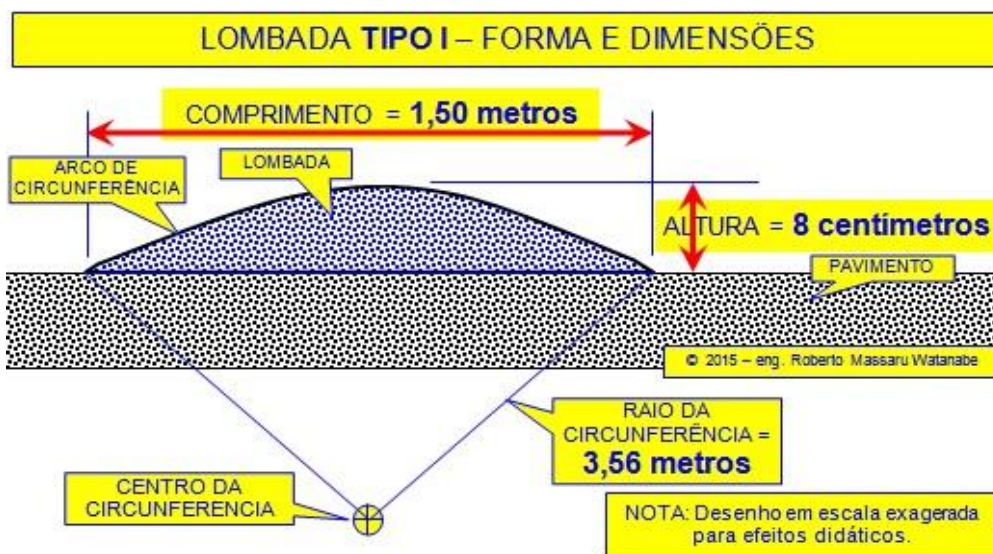 LOMBADA TIPO I – FORMA E DIMENSÕES
COMPRIMENTO = 1,50 metros
ARCO DE
CIRCUNFERÊNCIA
LOMBADA
ALTURA = 8 centímetros
PAVIMENTO
© 2015 – eng. Roberto Massaru Watanabe
RAIO DA
CIRCUNFERÊNCIA =
3,56 metros
CENTRO DA
CIRCUNFERENCIA
NOTA: Desenho em escala exagerada
para efeitos didáticos.